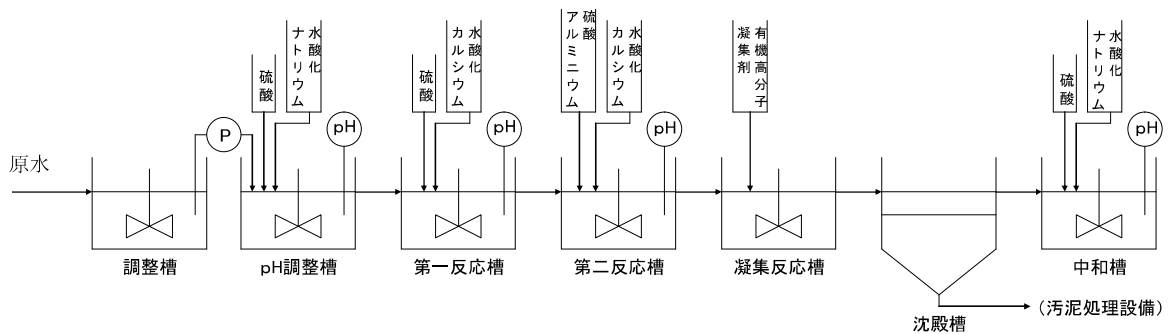 原水
P
調整槽
硫酸
水酸化
ナトリウム
pH
pH調整槽
硫酸
水酸化
カルシウム
pH
第一反応槽
硫酸
アルミニウム
水酸化
カルシウム
pH
第二反応槽
有機高分子
凝集剤
凝集反応槽
沈殿槽
(汚泥処理設備)
硫酸
水酸化
ナトリウム
pH
中和槽